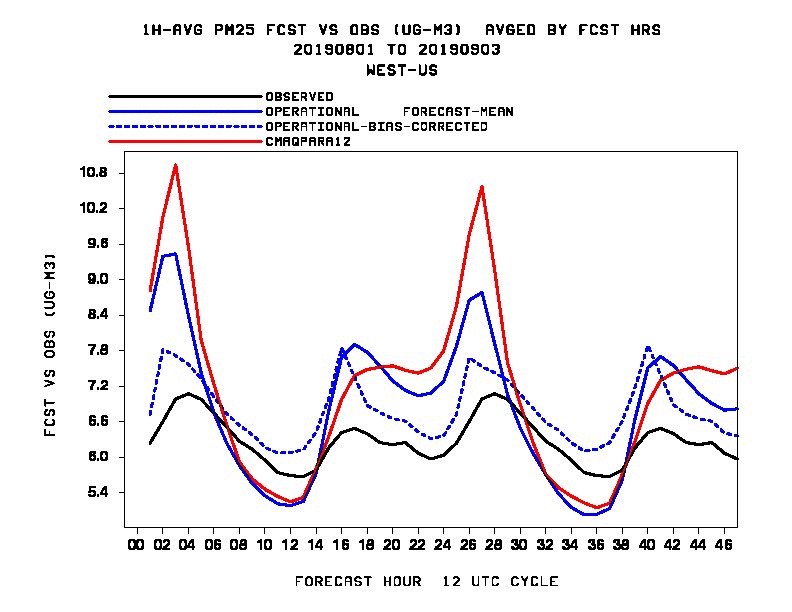 1H-AVG PM25 FCST VS OBS (UG-M3)  AVGED BY FCST HRS
20190801 TO 20190903
WEST-US
OBSERVED
OPERATIONAL     FORECAST-MEAN
OPERATIONAL-BIAS-CORRECTED
CMAQPARA12
10.8
10.2
9.6
9.0
8.4
7.8
7.2
6.6
6.0
5.4
FCST VS OBS (UG-M3)
00 02 04 06 08 10 12 14 16 18 20 22 24 26 28 30 32 34 36 38 40 42 44 46
FORECAST HOUR  12 UTC CYCLE